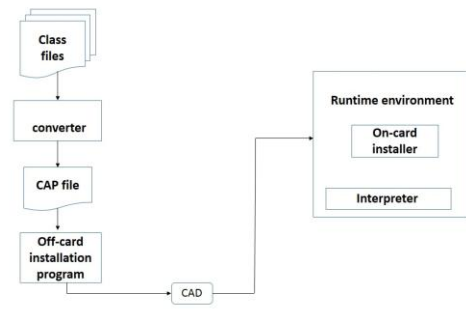 Class
files
converter
CAP file
Off-card
installation
program
CAD
Runtime environment
On-card
installer
Interpreter